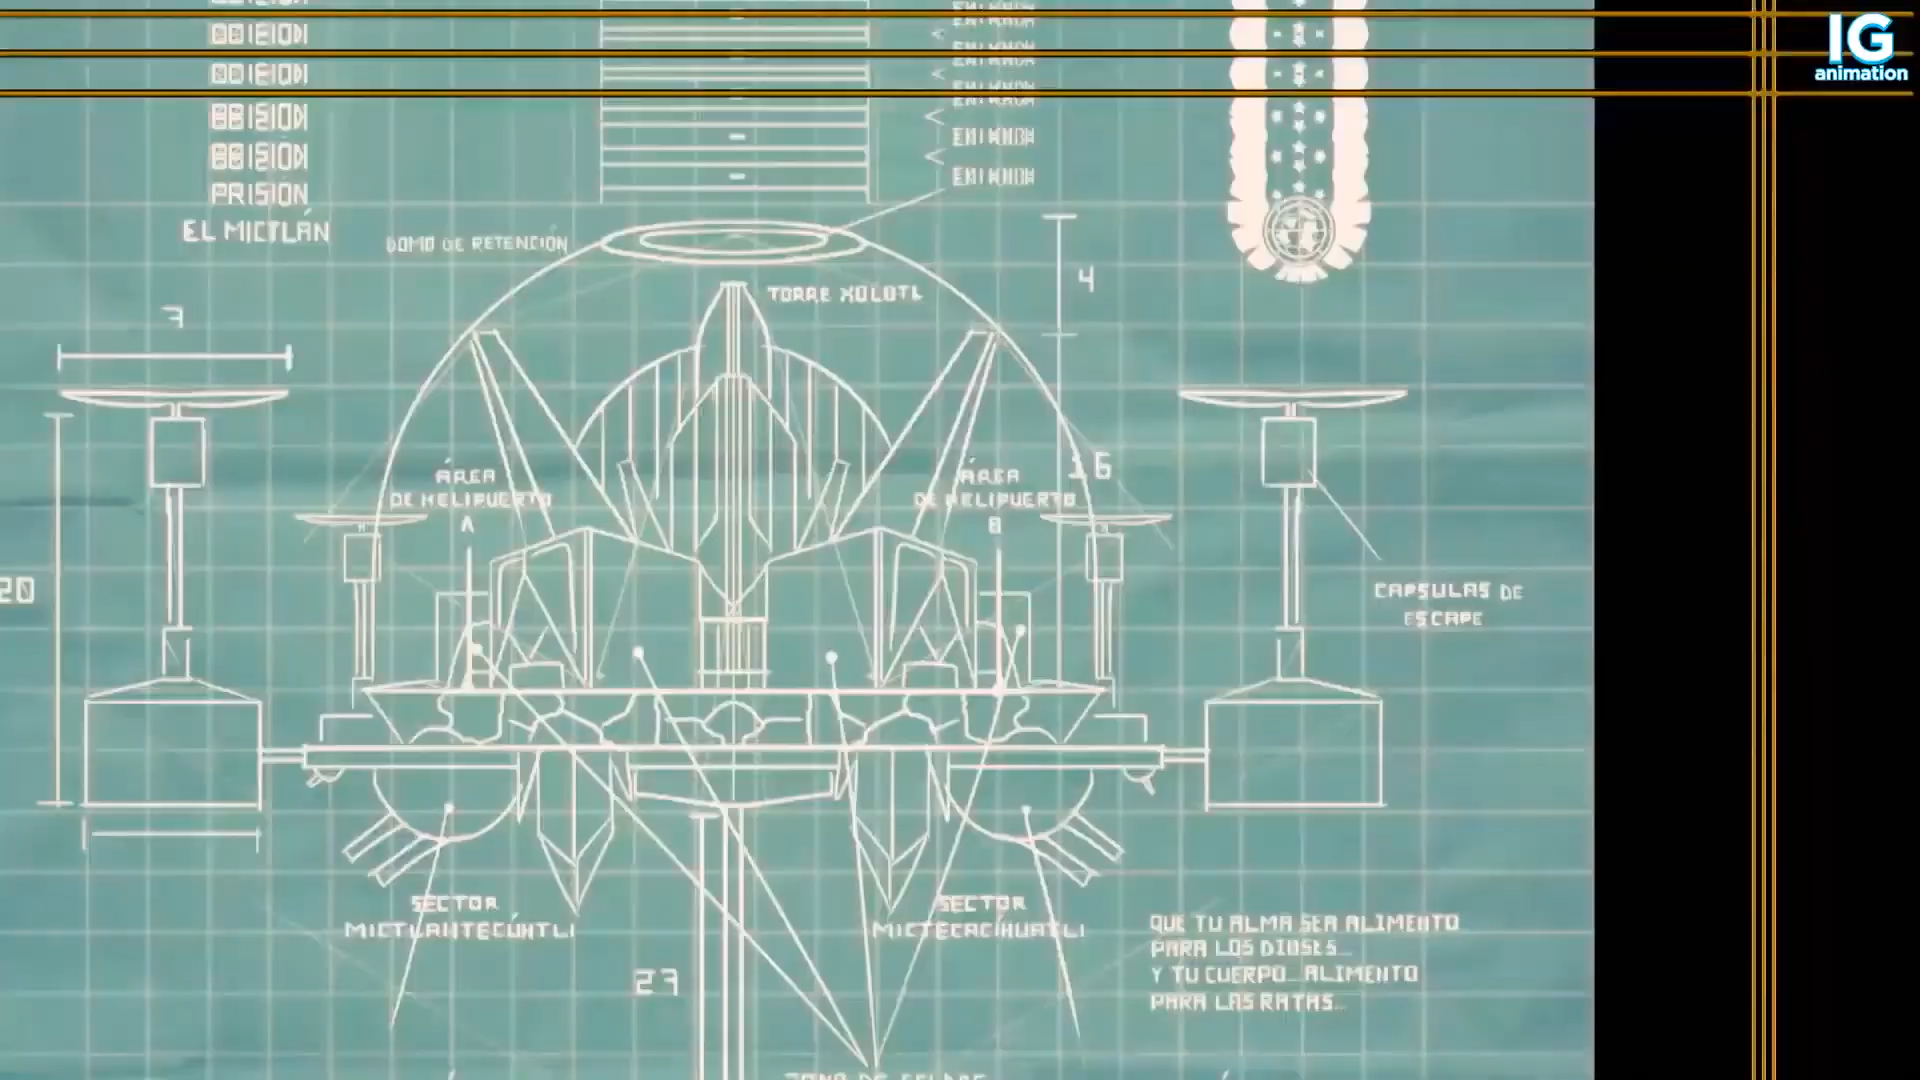 IG
animation
PRISION
EL MICTLÁN
DOMO DE RETENCIÓN
4
TORRE XOLOTL
7
16
ÁREA
DE HELIPUERTO
A
ÁREA
DE HELIPUERTO
B
20
CAPSULAS DE
ESCAPE
SECTOR
MICTLANTECÚHTLI
SECTOR
MICTECACÍHUATLI
QUE TU ALMA SEA ALIMENTO
PARA LOS DIOSES...
Y TU CUERPO... ALIMENTO
PARA LAS RATAS...
27